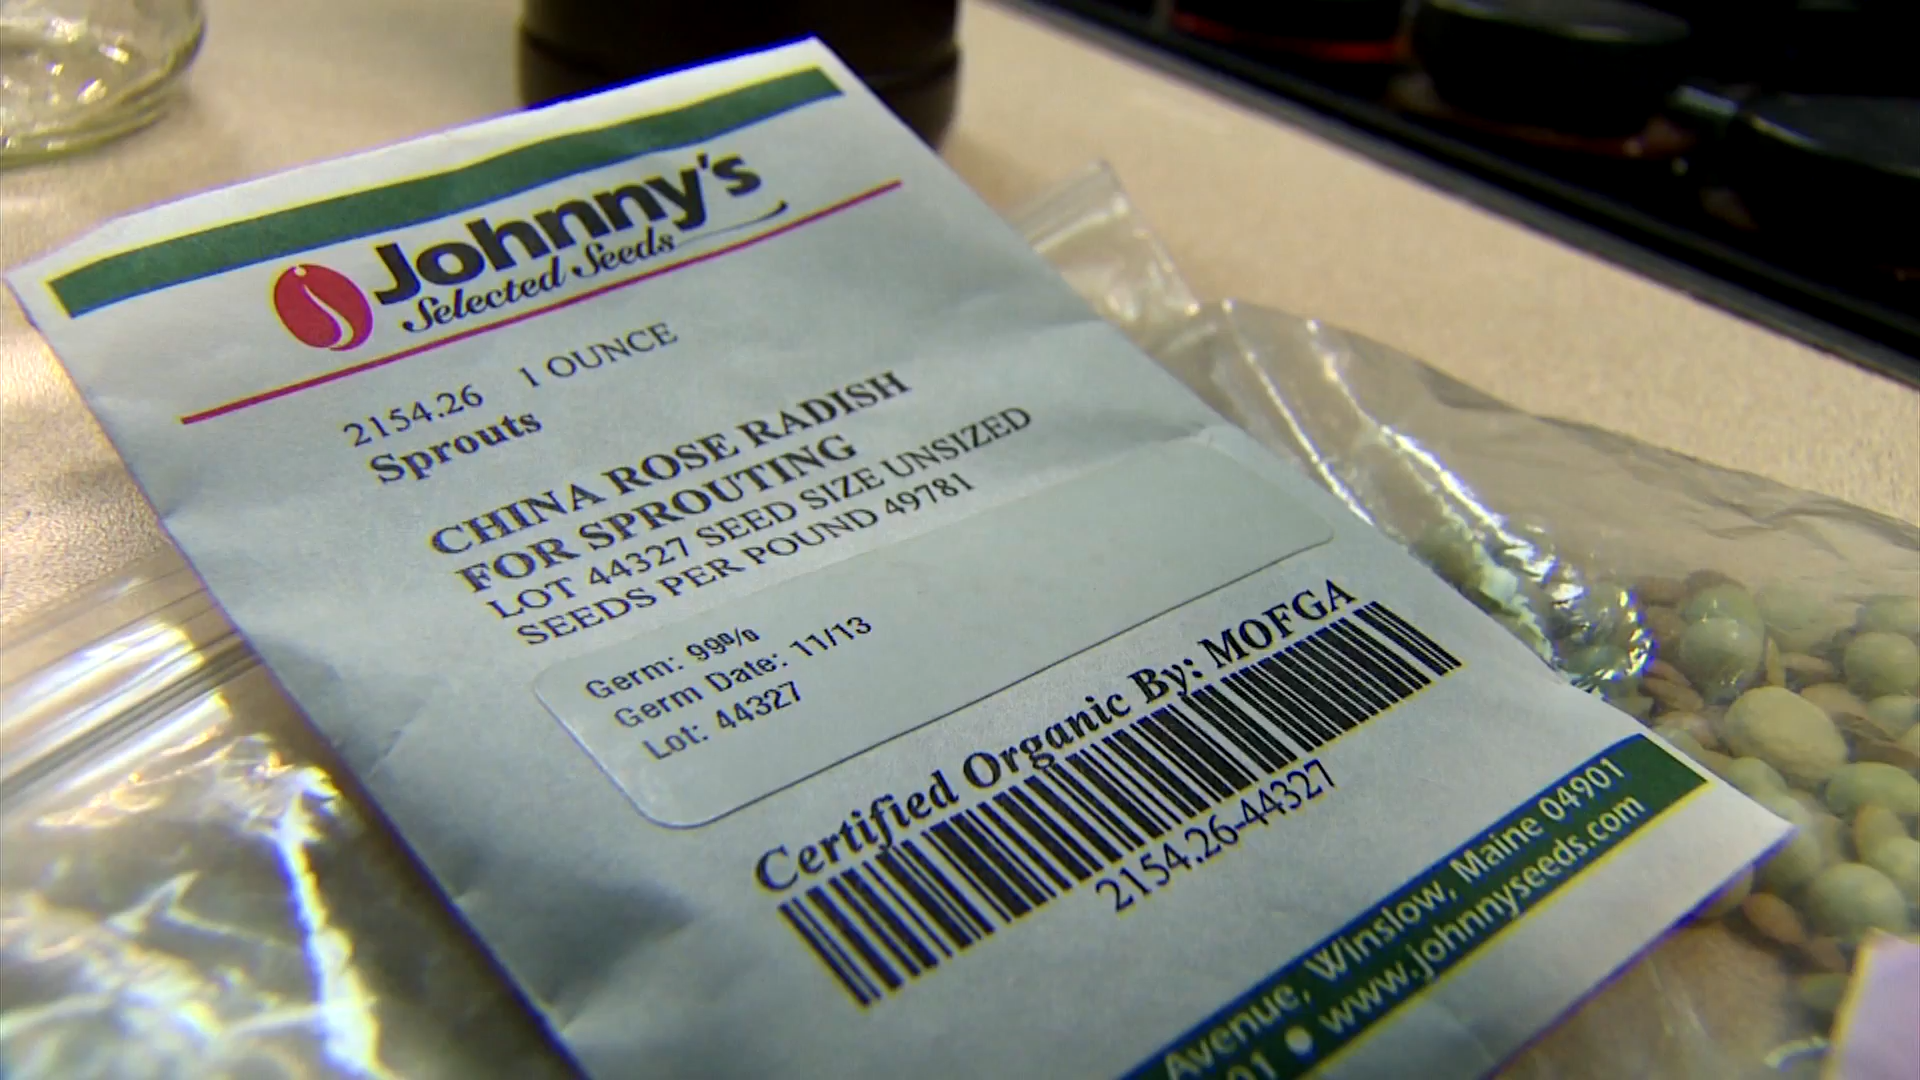 Johnny's
Selected Seeds
2154.26 1 OUNCE
Sprouts
CHINA ROSE RADISH
FOR SPROUTING
LOT 44327 SEED SIZE UNSIZED
SEEDS PER POUND 49781
Germ: 99%
Germ Date: 11/13
Lot: 44327
Certified Organic By: MOFGA
2154.26-44327
Avenue, Winslow, Maine 04901
01 • www.johnnyseeds.com